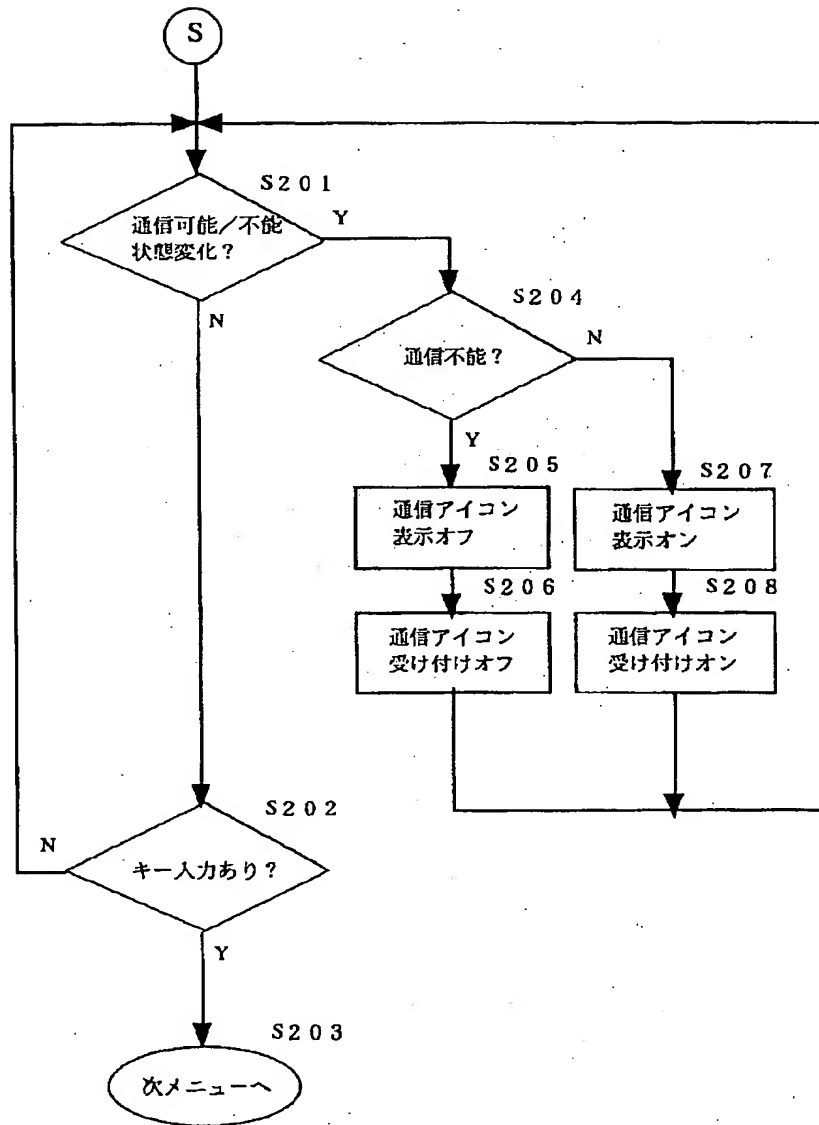 S
S201
通信可能／不能
状態変化？
Y
N
S204
通信不能？
N
Y
S205
通信アイコン
表示オフ
S207
通信アイコン
表示オン
S206
通信アイコン
受け付けオフ
S208
通信アイコン
受け付けオン
S202
キー入力あり？
N
Y
S203
次メニューへ